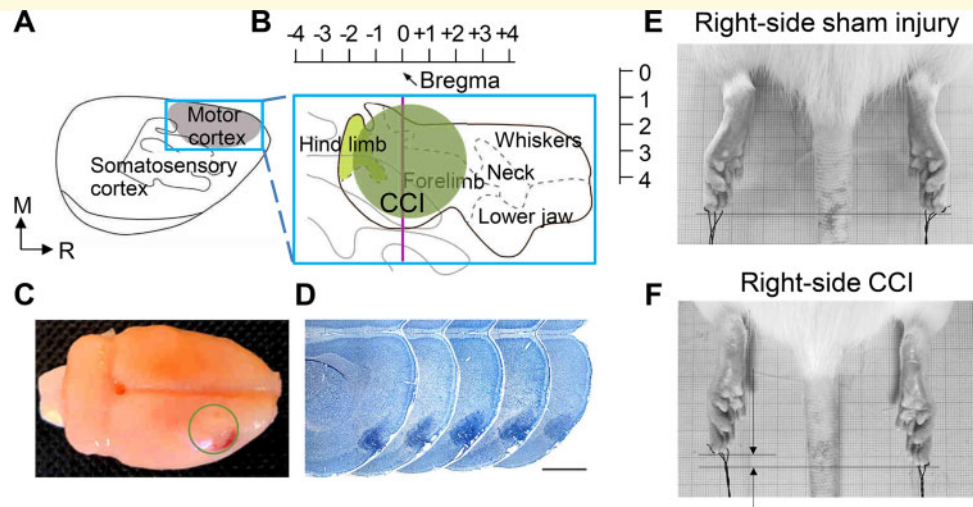 A
Motor
cortex
Somatosensory
cortex
M
R
B
-4 -3 -2 -1 0 +1 +2 +3 +4
Bregma
0
1
2
3
4
Hind limb
Whiskers
Forelimb
Neck
CCI
Lower jaw
C
D
E
Right-side sham injury
F
Right-side CCI